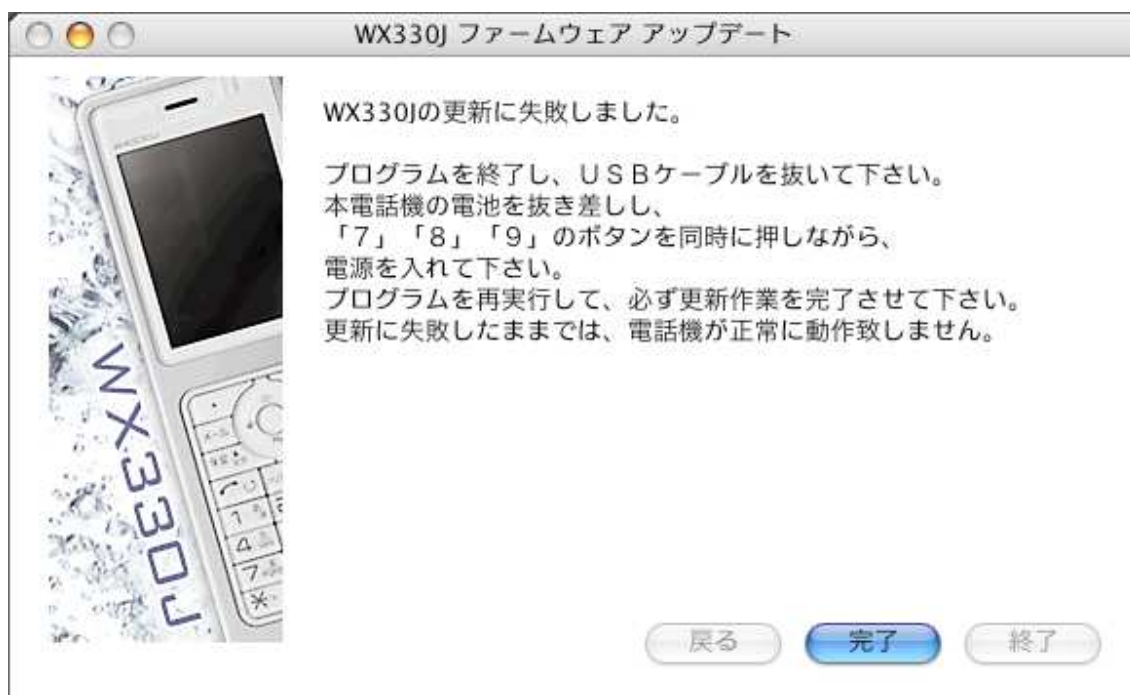 WX330J ファームウェア アップデート
WX330Jの更新に失敗しました。
プログラムを終了し、ＵＳＢケーブルを抜いて下さい。
本電話機の電池を抜き差しし、
「７」「８」「９」のボタンを同時に押しながら、
電源を入れて下さい。
プログラムを再実行して、必ず更新作業を完了させて下さい。
更新に失敗したままでは、電話機が正常に動作致しません。
WX330J
メール
1
4
7
*
戻る
完了
終了